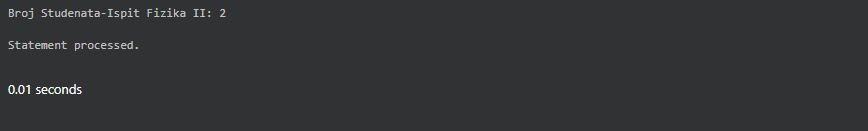 Broj Studenata-Ispit Fizika II: 2
Statement processed.
0.01 seconds